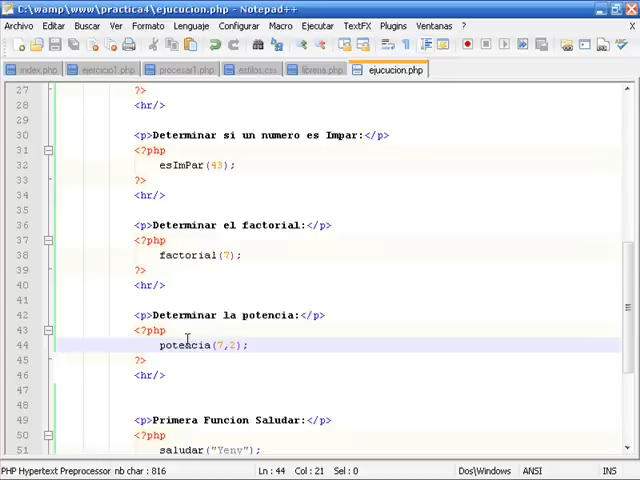 C:\wamp\www\practica4\ejucucion.php - Notepad++
Archivo Editar Buscar Ver Formato Lenguaje Configurar Macro Ejecutar TextFX Plugins Ventanas ? X
index.php ejercicio1.php procesar1.php estilos.css libreria.php ejucucion.php
27 ?>
28 <hr/>
29
30 <p>Determinar si un numero es Impar:</p>
31 <?php
32 esImPar(43);
33 ?>
34 <hr/>
35
36 <p>Determinar el factorial:</p>
37 <?php
38 factorial(7);
39 ?>
40 <hr/>
41
42 <p>Determinar la potencia:</p>
43 <?php
44 potencia(7,2);
45 ?>
46 <hr/>
47
48
49 <p>Primera Funcion Saludar:</p>
50 <?php
51 saludar("Yeny");
PHP Hypertext Preprocessor nb char : 816 Ln : 44 Col : 21 Sel : 0 Dos\Windows ANSI INS